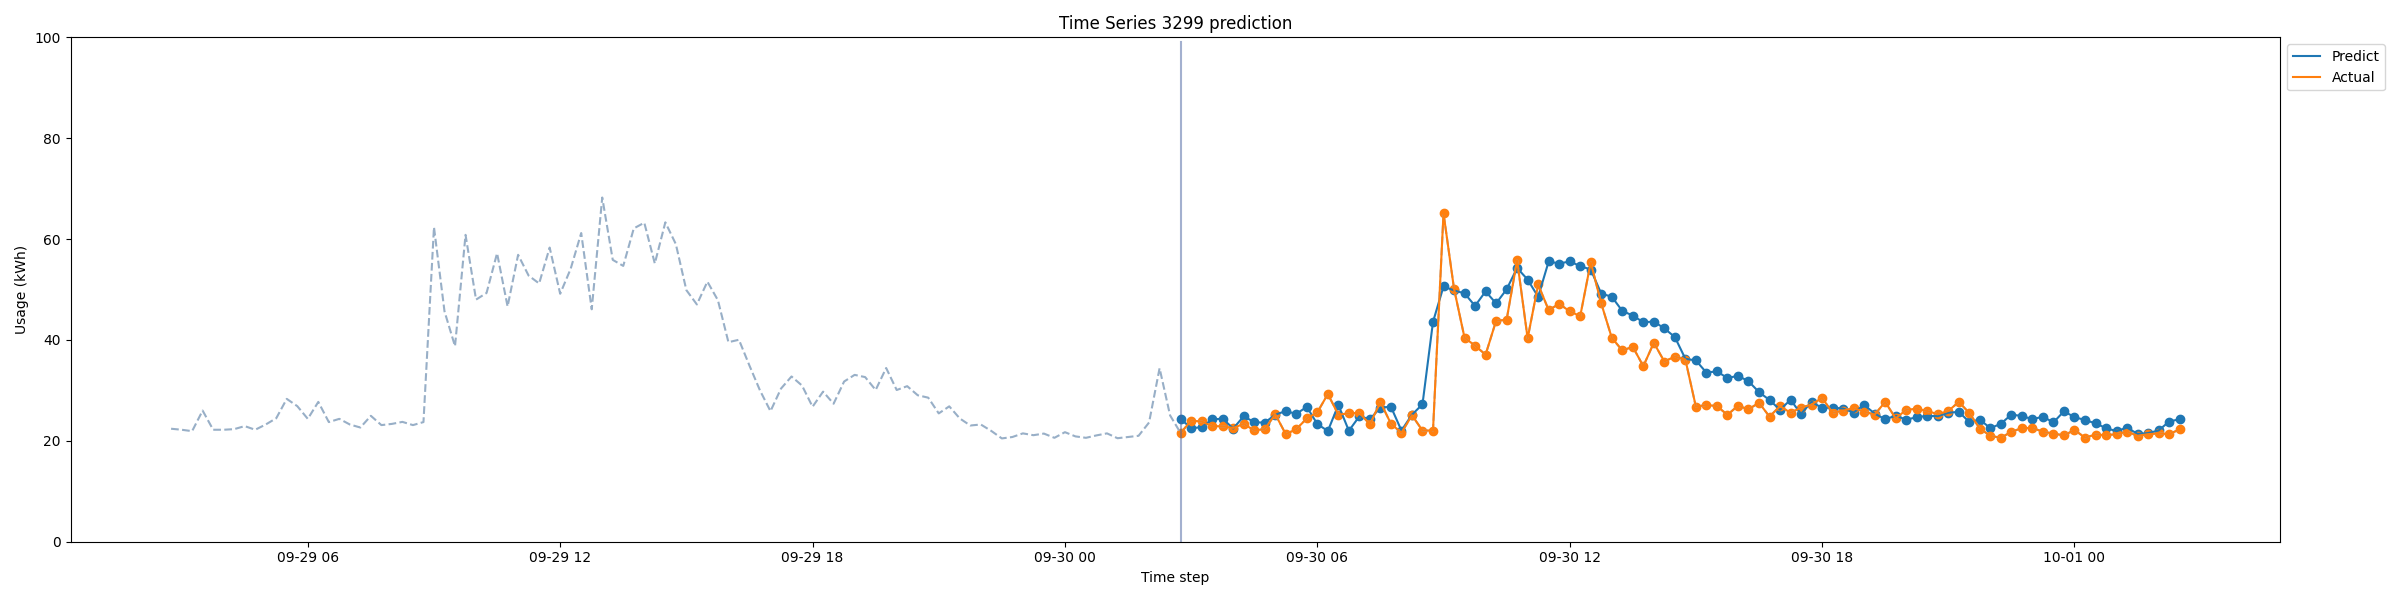 Time Series 3299 prediction
100
80
60
40
20
0
Usage (kWh)
Predict
Actual
09-29 06
09-29 12
09-29 18
09-30 00
09-30 06
09-30 12
09-30 18
10-01 00
Time step